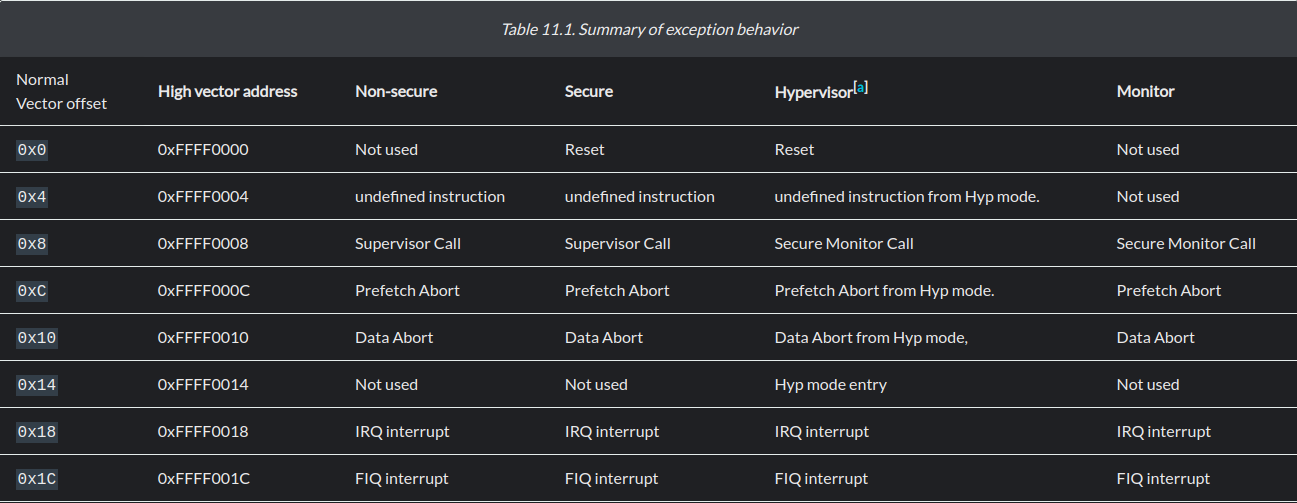 Table 11.1. Summary of exception behavior
Normal
Vector offset High vector address Non-secure Secure Hypervisor[a] Monitor
0x0 0xFFFF0000 Not used Reset Reset Not used
0x4 0xFFFF0004 undefined instruction undefined instruction undefined instruction from Hyp mode. Not used
0x8 0xFFFF0008 Supervisor Call Supervisor Call Secure Monitor Call Secure Monitor Call
0xC 0xFFFF000C Prefetch Abort Prefetch Abort Prefetch Abort from Hyp mode. Prefetch Abort
0x10 0xFFFF0010 Data Abort Data Abort Data Abort from Hyp mode, Data Abort
0x14 0xFFFF0014 Not used Not used Hyp mode entry Not used
0x18 0xFFFF0018 IRQ interrupt IRQ interrupt IRQ interrupt IRQ interrupt
0x1C 0xFFFF001C FIQ interrupt FIQ interrupt FIQ interrupt FIQ interrupt